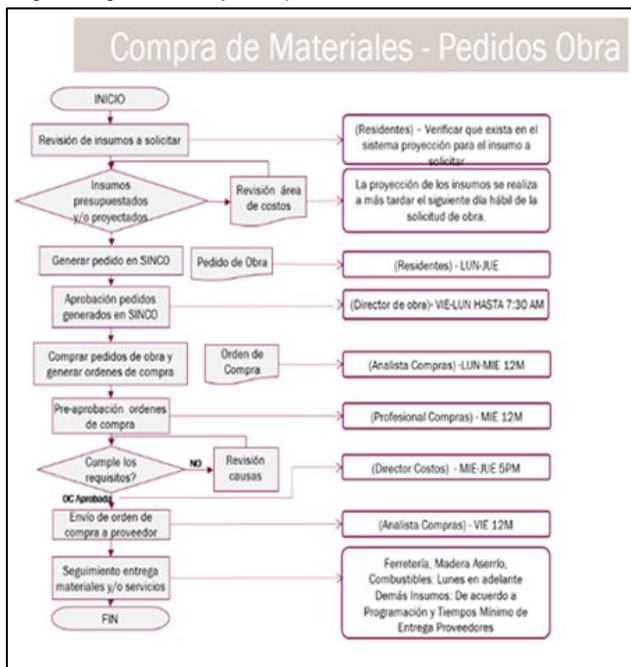 Compra de Materiales - Pedidos Obra
INICIO
Revisión de insumos a solicitar
(Residentes) – Verificar que exista en el
sistema proyección para el insumo a
solicitar
Insumos
presupuestados
y/o proyectados
Revisión área
de costos
La proyección de los insumos se realiza
a más tardar el siguiente día hábil de la
solicitud de obra.
Generar pedido en SINCO
Pedido de Obra
(Residentes) - LUN-JUE
Aprobación pedidos
generados en SINCO
(Director de obra)- VIE-LUN HASTA 7:30 AM
Comprar pedidos de obra y
generar ordenes de compra
Orden de
Compra
(Analista Compras) -LUN-MIE 12M
Pre-aprobación ordenes
de compra
(Profesional Compras) - MIE 12M
Cumple los
requisitos?
NO
Revisión
causas
(Director Costos) - MIE-JUE 5PM
OC Aprobada
Envío de orden de
compra a proveedor
(Analista Compras) - VIE 12M
Seguimiento entrega
materiales y/o servicios
Ferretería, Madera Aserrío,
Combustibles: Lunes en adelante
Demás Insumos: De acuerdo a
Programación y Tiempos Mínimo de
Entrega Proveedores
FIN